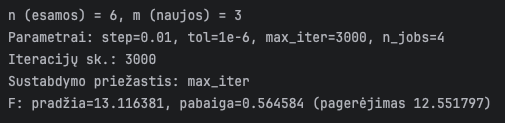 n (esamos) = 6, m (naujos) = 3
Parametrai: step=0.01, tol=1e-6, max_iter=3000, n_jobs=4
Iteracijų sk.: 3000
Sustabdymo priežastis: max_iter
F: pradžia=13.116381, pabaiga=0.564584 (pagerėjimas 12.551797)